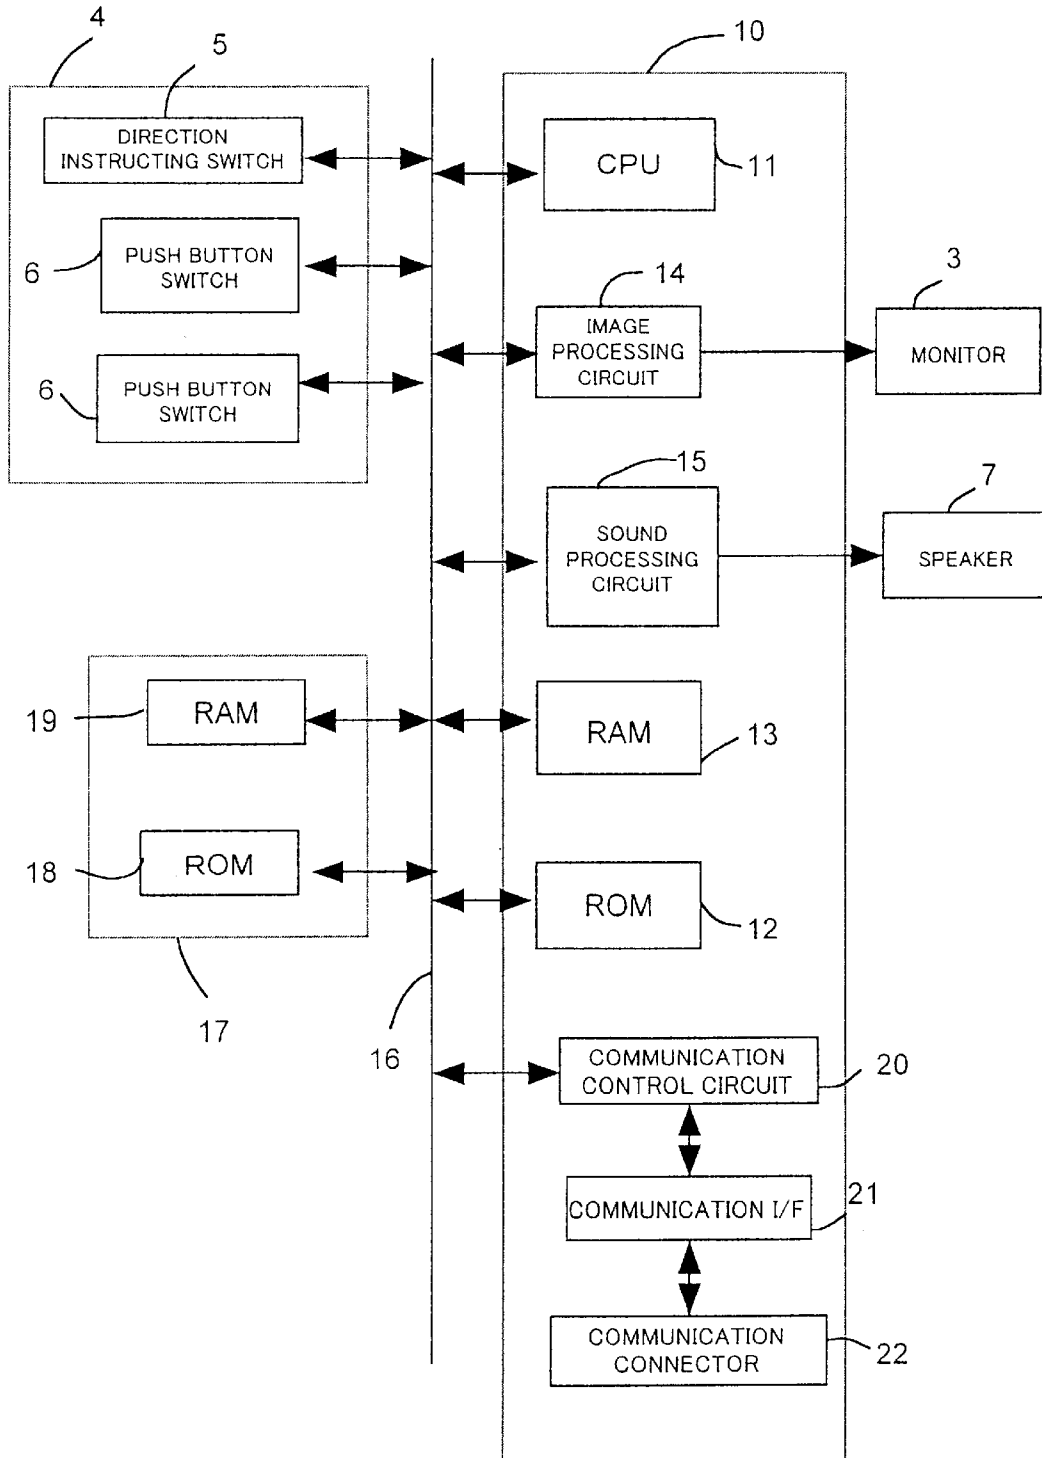 4
5
10
DIRECTION
INSTRUCTING SWITCH
CPU
11
6
PUSH BUTTON
SWITCH
14
3
IMAGE
PROCESSING
CIRCUIT
MONITOR
6
PUSH BUTTON
SWITCH
15
7
SOUND
PROCESSING
CIRCUIT
SPEAKER
19
RAM
RAM
13
18
ROM
ROM
12
17
16
COMMUNICATION
CONTROL CIRCUIT
20
COMMUNICATION I/F
21
COMMUNICATION
CONNECTOR
22